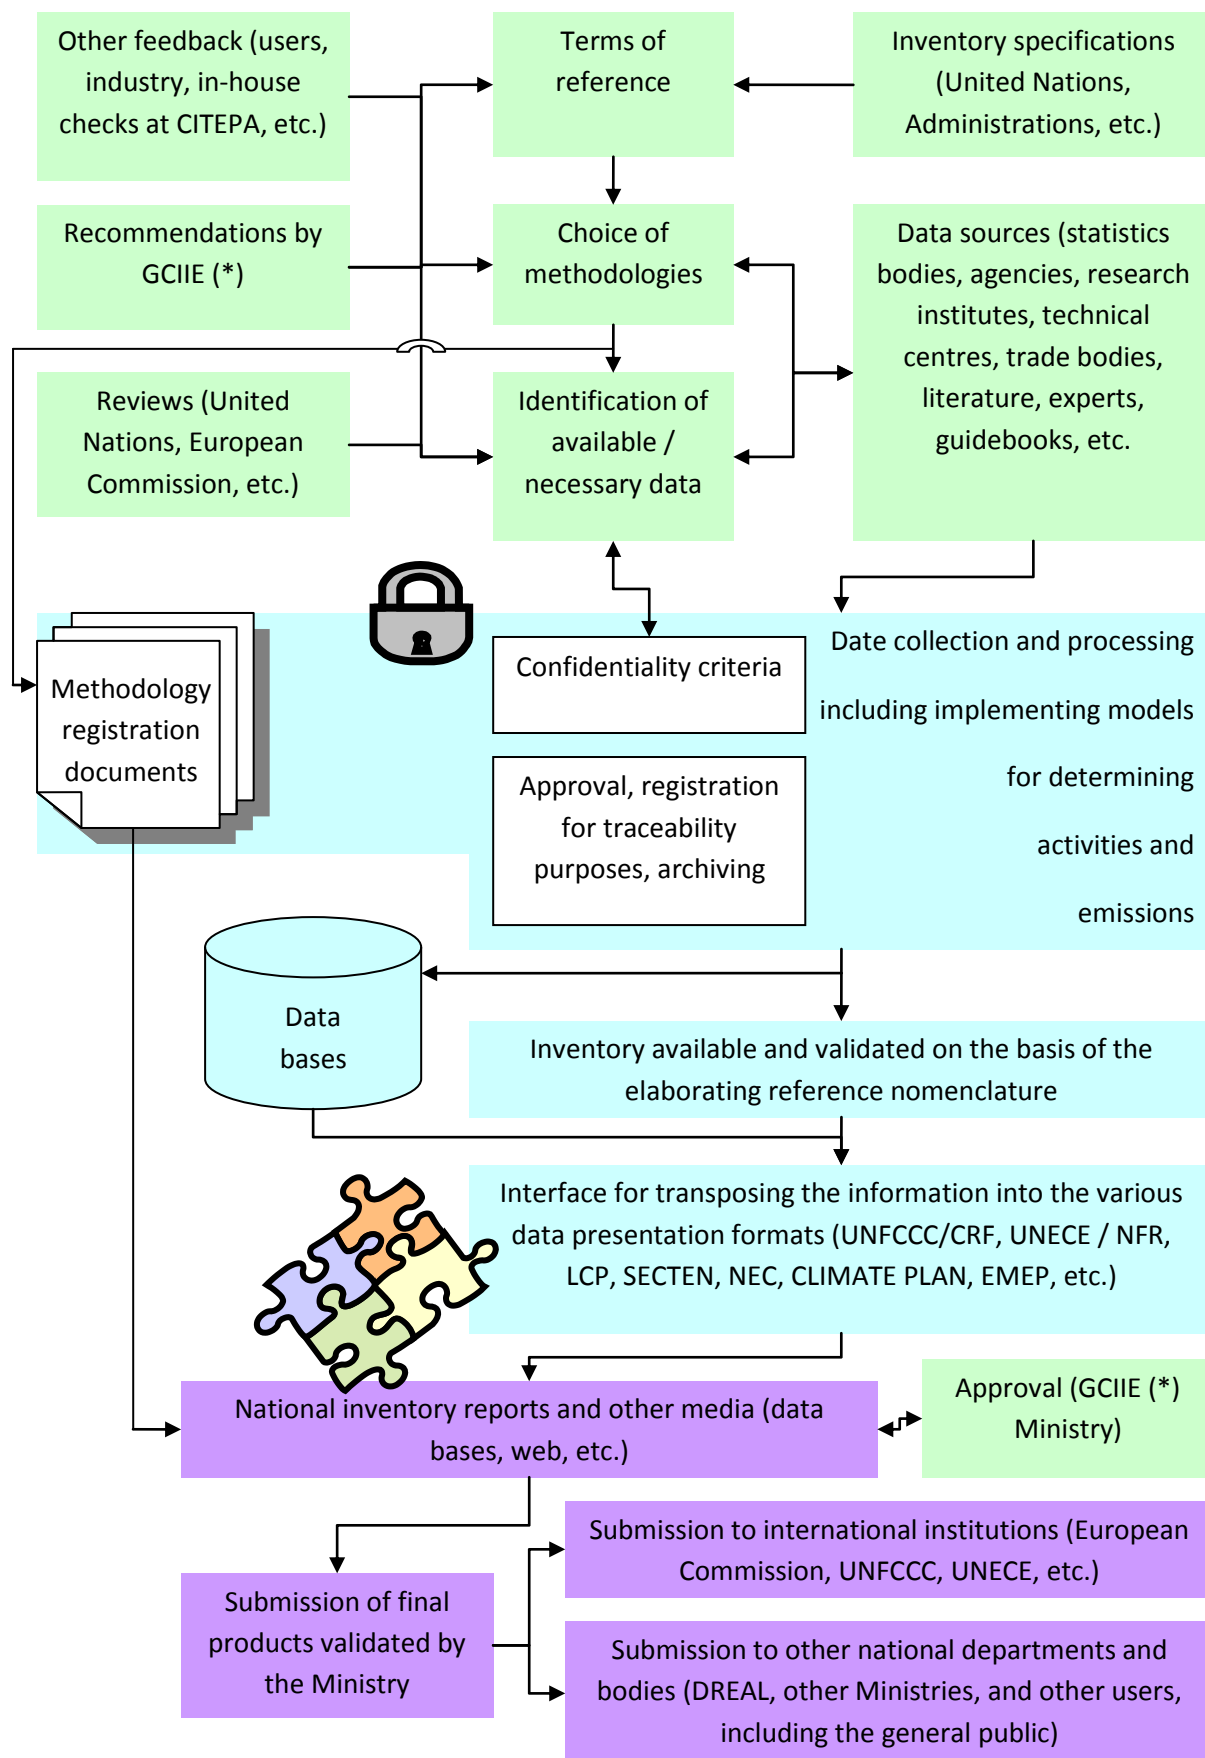 Other feedback (users,
industry, in-house
checks at CITEPA, etc.)
Terms of
reference
Inventory specifications
(United Nations,
Administrations, etc.)
Recommendations by
GCIIE (*)
Choice of
methodologies
Data sources (statistics
bodies, agencies, research
institutes, technical
centres, trade bodies,
literature, experts,
guidebooks, etc.
Reviews (United
Nations, European
Commission, etc.)
Identification of
available /
necessary data
Methodology
registration
documents
Confidentiality criteria
Approval, registration
for traceability
purposes, archiving
Date collection and processing
including implementing models
for determining
activities and
emissions
Data
bases
Inventory available and validated on the basis of the
elaborating reference nomenclature
Interface for transposing the information into the various
data presentation formats (UNFCCC/CRF, UNECE / NFR,
LCP, SECTEN, NEC, CLIMATE PLAN, EMEP, etc.)
National inventory reports and other media (data
bases, web, etc.)
Approval (GCIIE (*)
Ministry)
Submission of final
products validated by
the Ministry
Submission to international institutions (European
Commission, UNFCCC, UNECE, etc.)
Submission to other national departments and
bodies (DREAL, other Ministries, and other users,
including the general public)